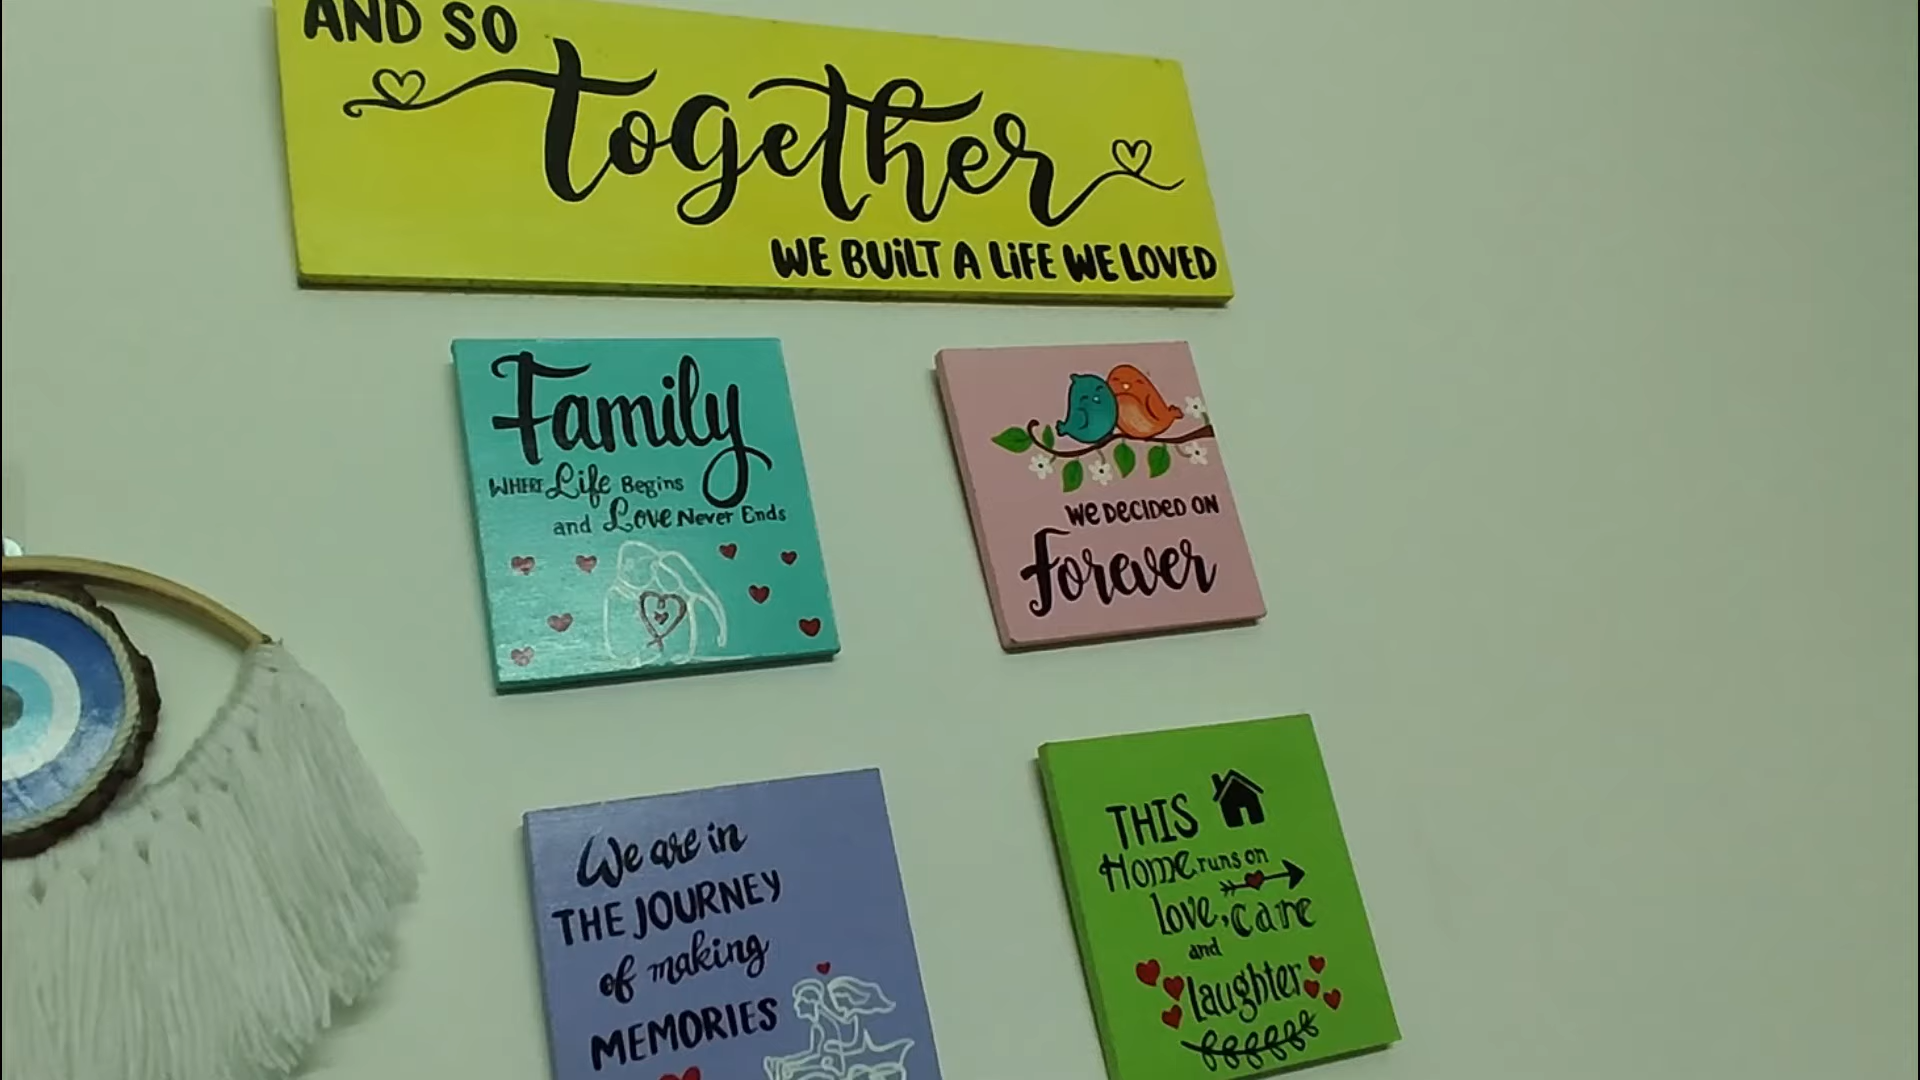 AND SO
together
WE BUiLT A LiFE WE LOVED
Family
WHERE Life Begins
and Love Never Ends
We DeciDeD ON
Forever
We are in
THE JOURNEY
of making
MEMORIES
THIS
Home runs on
love, care
and
laughter